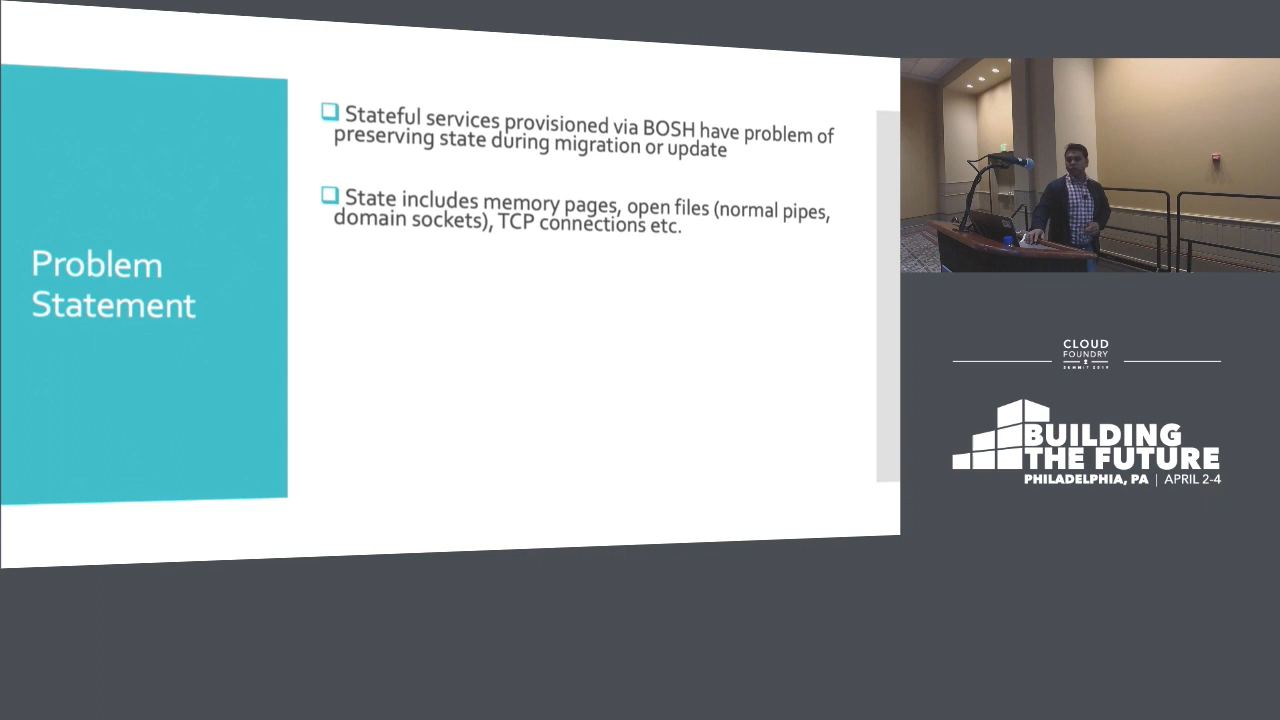 Problem
Statement
Stateful services provisioned via BOSH have problem of
preserving state during migration or update
State includes memory pages, open files (normal pipes,
domain sockets), TCP connections etc.
CLOUD
FOUNDRY
SUMMIT 2019
BUILDING
THE FUTURE
PHILADELPHIA, PA | APRIL 2-4